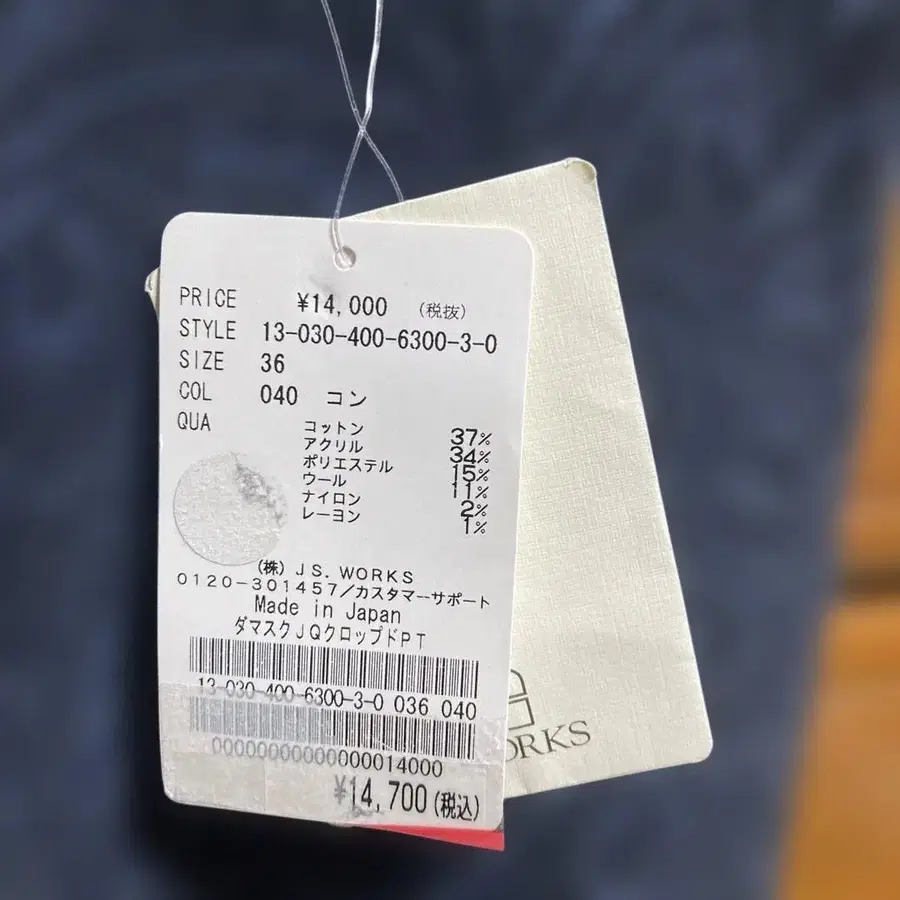 PRICE ¥14,000 (税抜)
STYLE 13-030-400-6300-3-0
SIZE 36
COL 040 コン
QUA コットン 37%
アクリル 34%
ポリエステル 15%
ウール 11%
ナイロン 2%
レーヨン 1%
(株)JS.WORKS
0120-301457/カスタマーサポート
Made in Japan
ダマスクJQクロップドPT
13-030-400-6300-3-0 036 040
00000000000000014000
¥14,700(税込)
ORKS